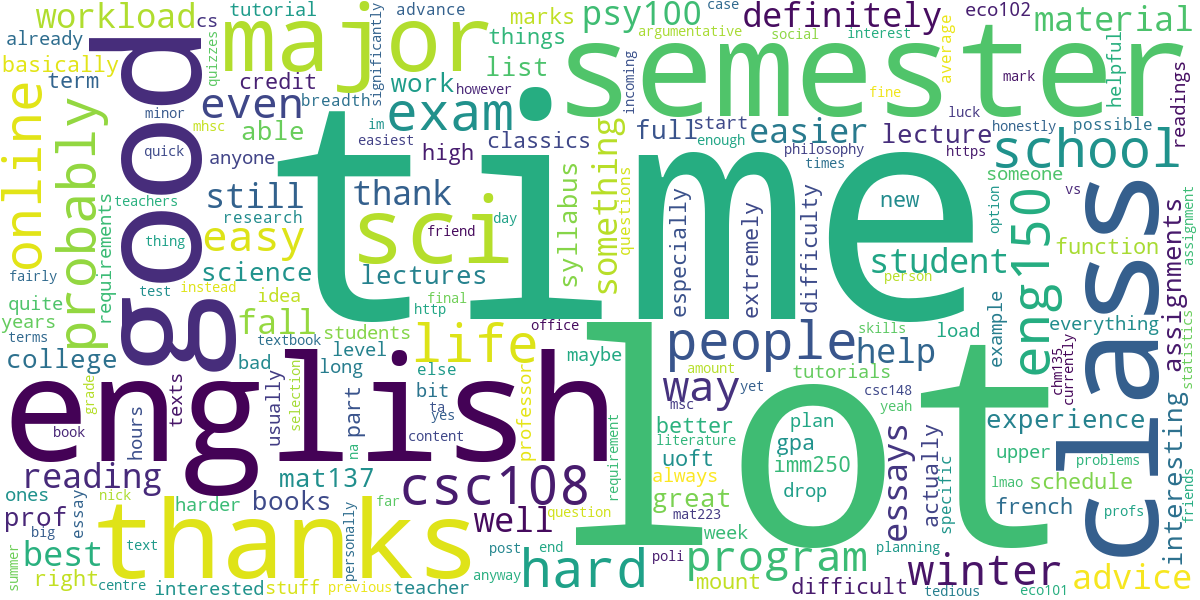 workload
cs
tutorial
advance
marks
psy100
case
definitely
eco102
material
already
quizzes
major
significantly
things
argumentative
social
interest
average
basically
good
credit
work
list
semester
incoming
mark
helpful
readings
term
online
probably
minor
even
breadth
however
exam
full
start
easier
lecture
luck
honestly
possible
mhsc
able
im
easiest
classics
something
enough
philosophy
https
school
quick
anyone
high
times
someone
teachers
still
thank
time
syllabus
questions
especially
extremely
difficulty
new
option
vs
class
requirements
research
sci
friend
day
thing
easy
student
eng150
function
assignments
assignment
fairly
test
instead
science
lectures
person
quite
idea
final
http
years
fall
students
textbook
office
life
people
help
skills
load
example
everything
statistics
terms
college
bad
level
long
else
maybe
way
amount
tutorials
chm135
currently
grade
english
texts
usually
selection
bit
ta
yes
professor
msc
yet
csc148
yeah
lot
plan
experience
book
hours
part
na
content
requirement
better
literature
gpa
essays
actually
specific
upper
problems
interesting
friends
reading
mat137
csc108
uoft
always
imm250
drop
lmao
schedule
ones
essay
nick
harder
books
far
great
mat223
french
profs
prof
big
thanks
personally
well
question
week
best
text
post
end
hard
poli
program
planning
winter
tedious
advice
summer
right
centre
interested
stuff
previous
teacher
anyway
mount
difficult
eco101